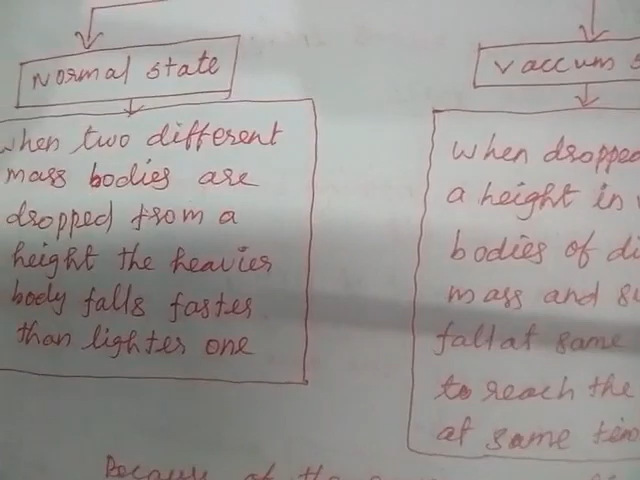 Normal state
when two different
mass bodies are
dropped from a
height the heavier
body falls faster
than lighter one
vaccum
when dropped
a height in
bodies of
mass and
fall at same
to reach the
at same
Because of the